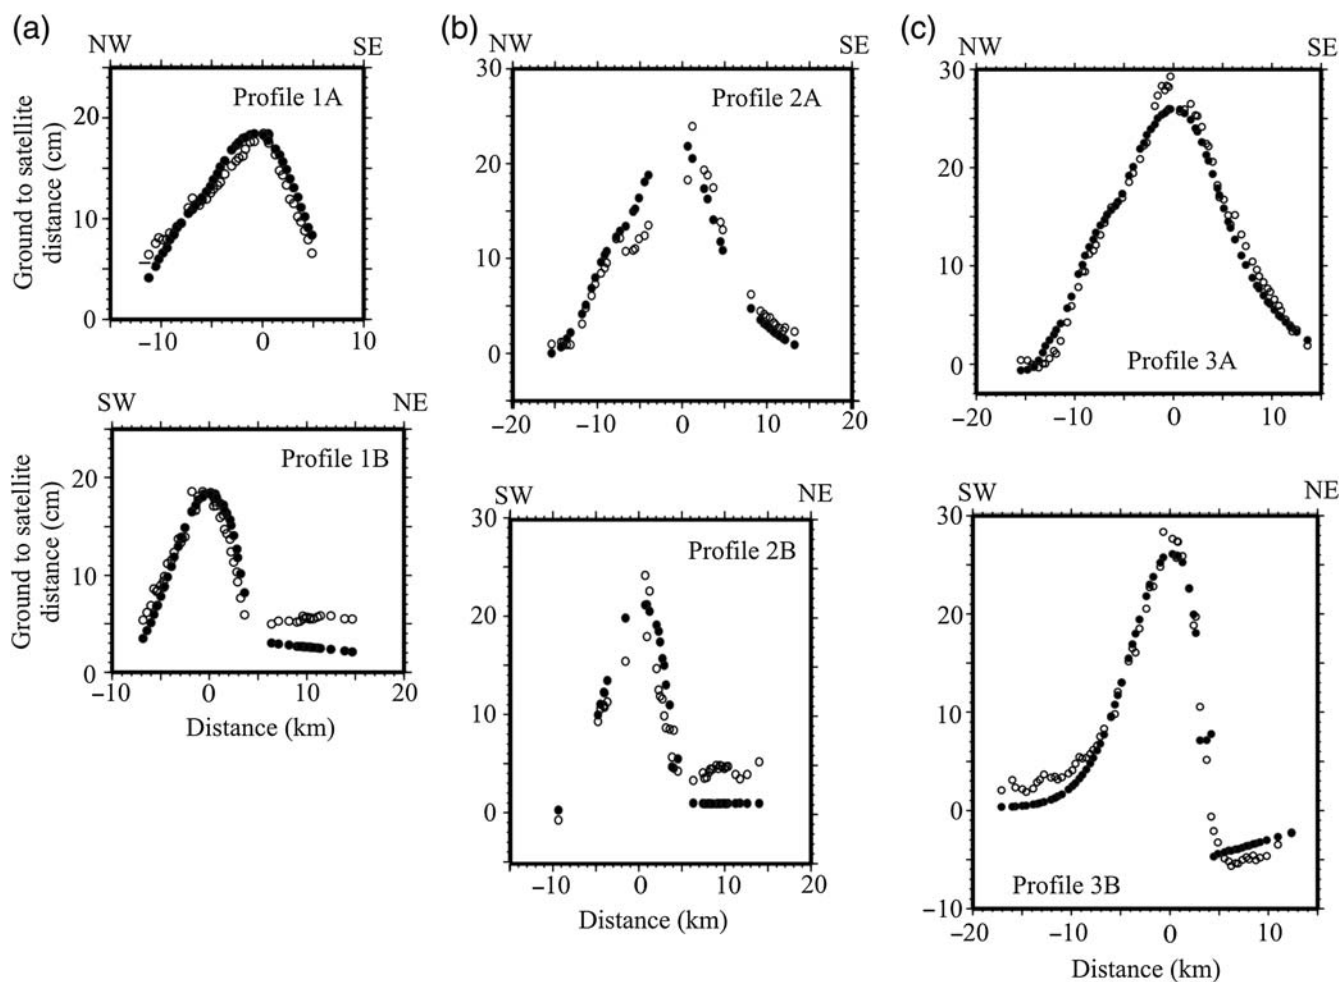 (a)
NW
SE
Profile 1A
Ground to satellite
distance (cm)
20
10
0
−10
0
10
SW
NE
Profile 1B
Ground to satellite
distance (cm)
20
10
0
−10
0
10
20
Distance (km)
(b)
NW
SE
Profile 2A
30
20
10
0
−20
−10
0
10
20
SW
NE
Profile 2B
30
20
10
0
−10
0
10
20
Distance (km)
(c)
NW
SE
Profile 3A
30
20
10
0
−20
−10
0
10
SW
NE
Profile 3B
30
20
10
0
−10
−20
−10
0
10
Distance (km)